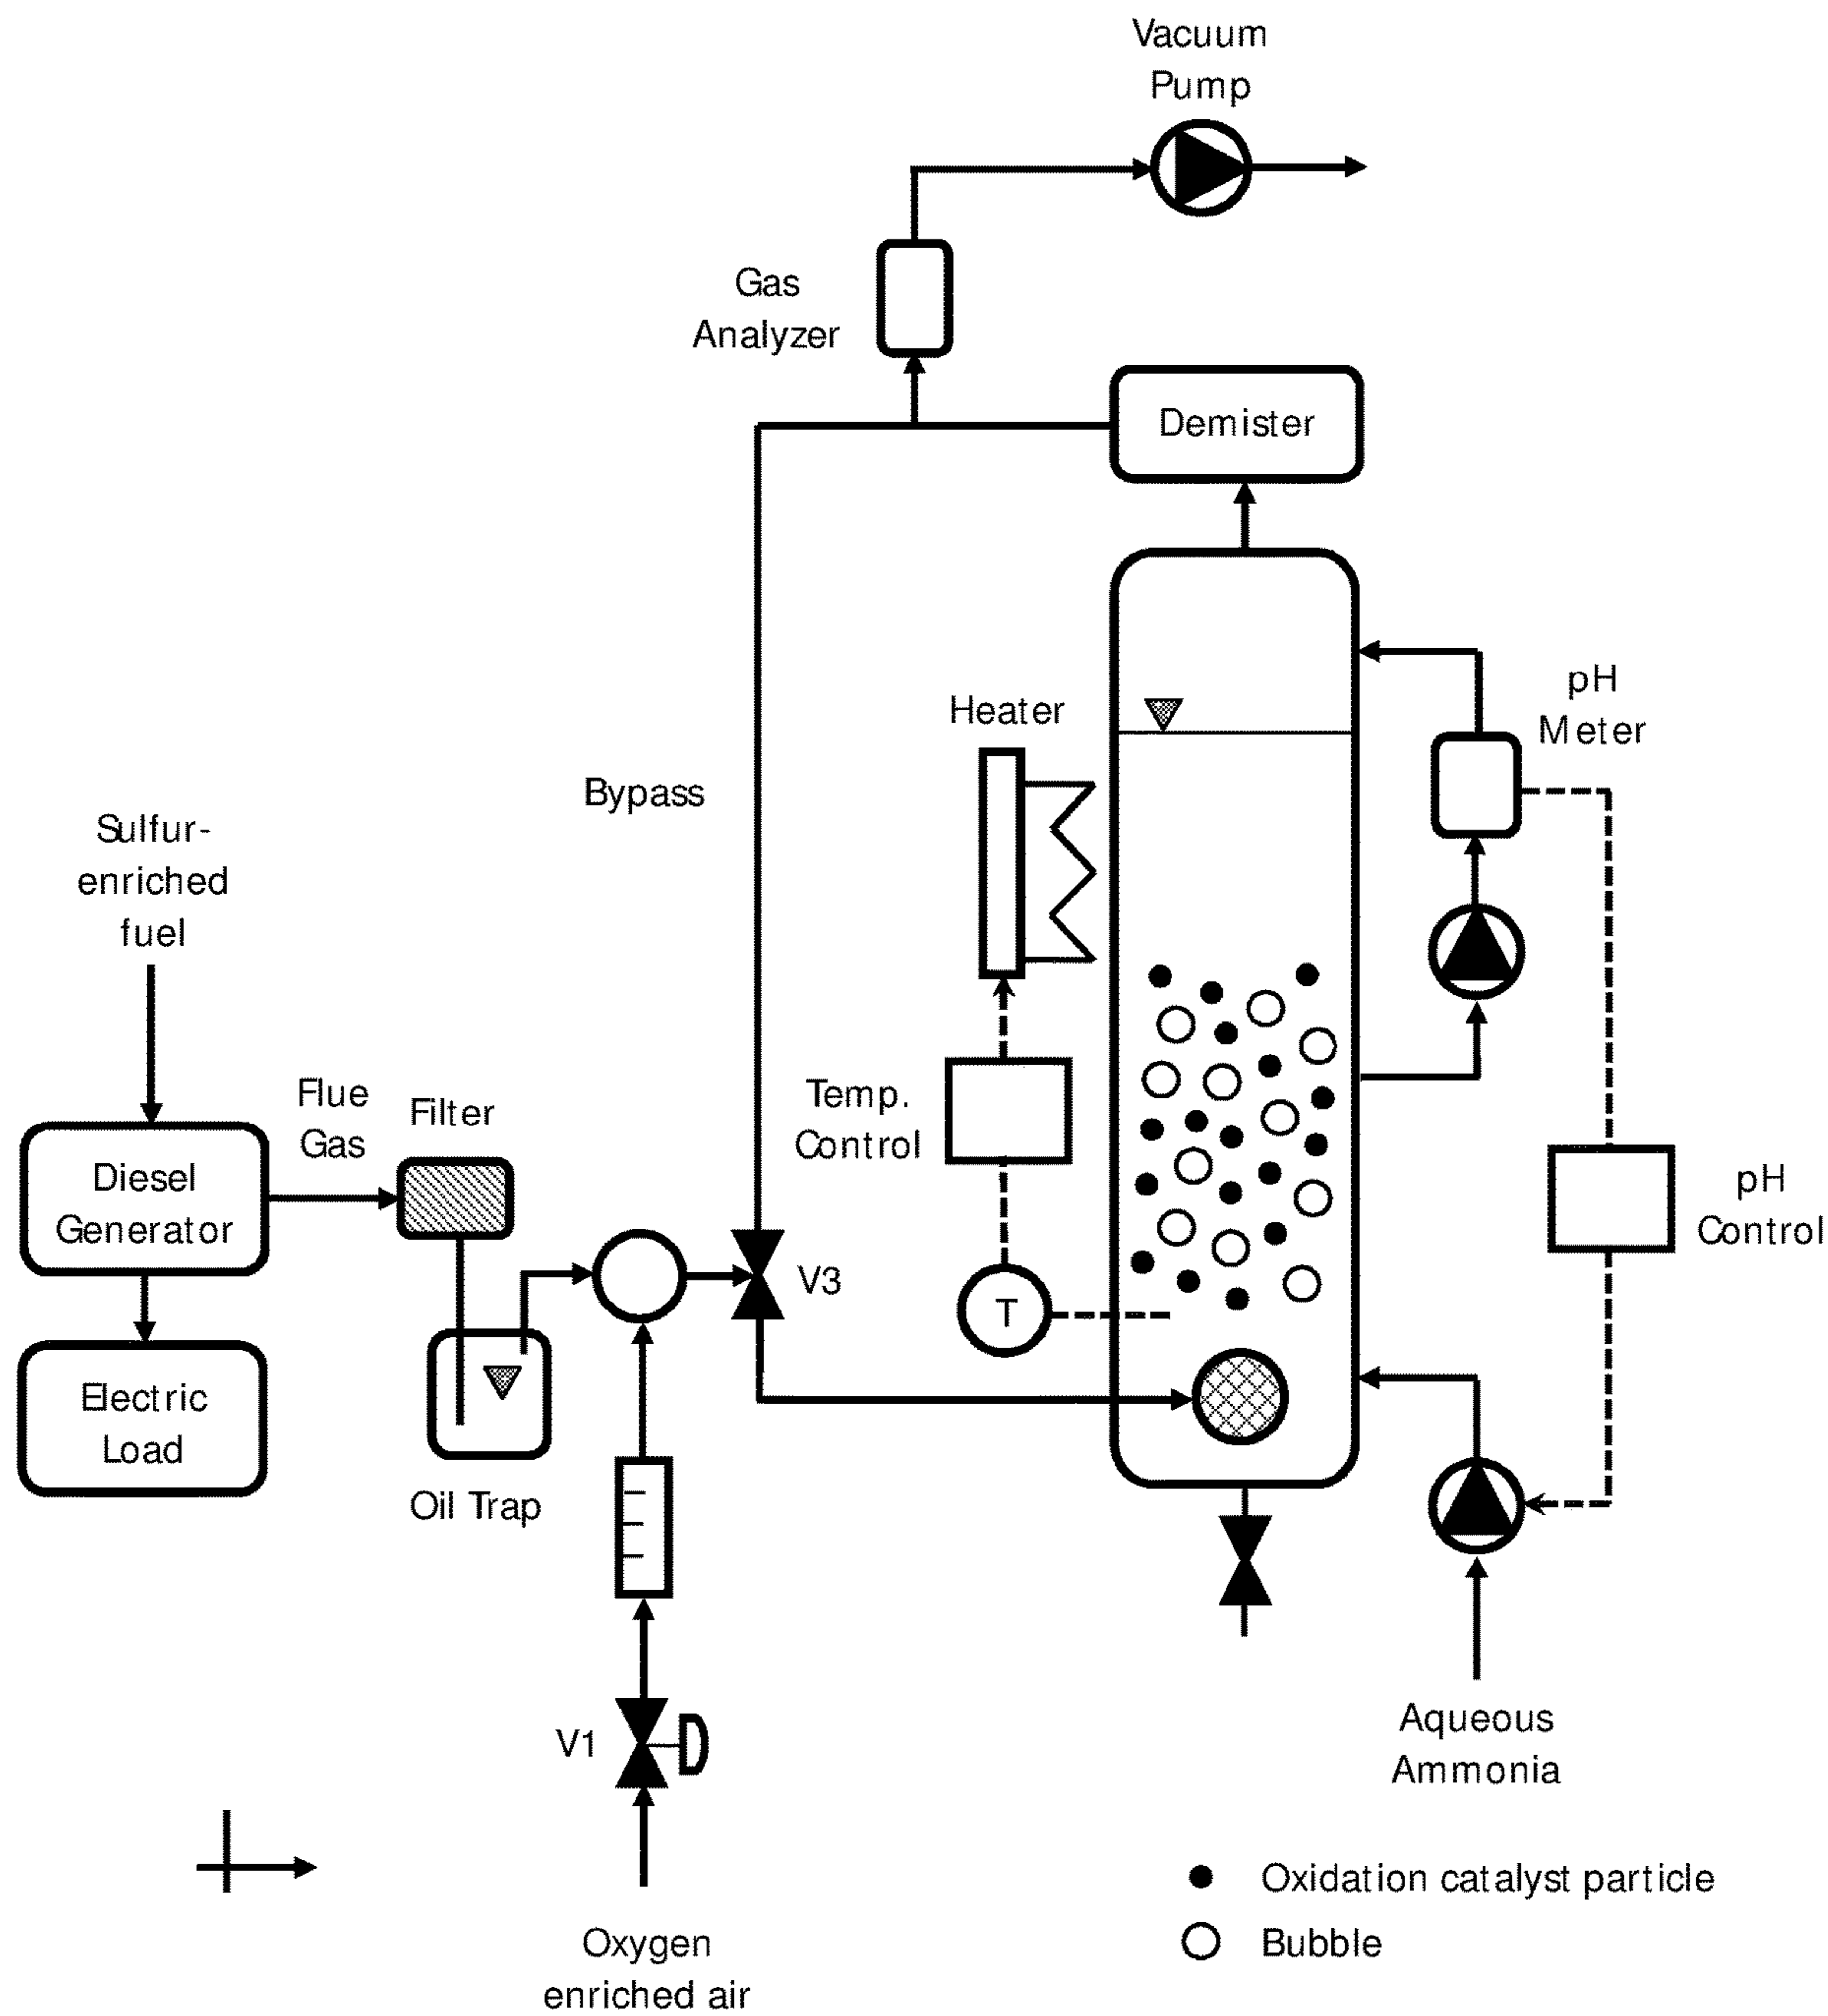 Vacuum
Pump
Gas
Analyzer
Demister
Heater
pH
Meter
Bypass
Sulfur-
enriched
fuel
Flue
Gas
Filter
Temp.
Control
Diesel
Generator
pH
Control
V3
T
Electric
Load
Oil Trap
V1
Aqueous
Ammonia
Oxidation catalyst particle
Bubble
Oxygen
enriched air